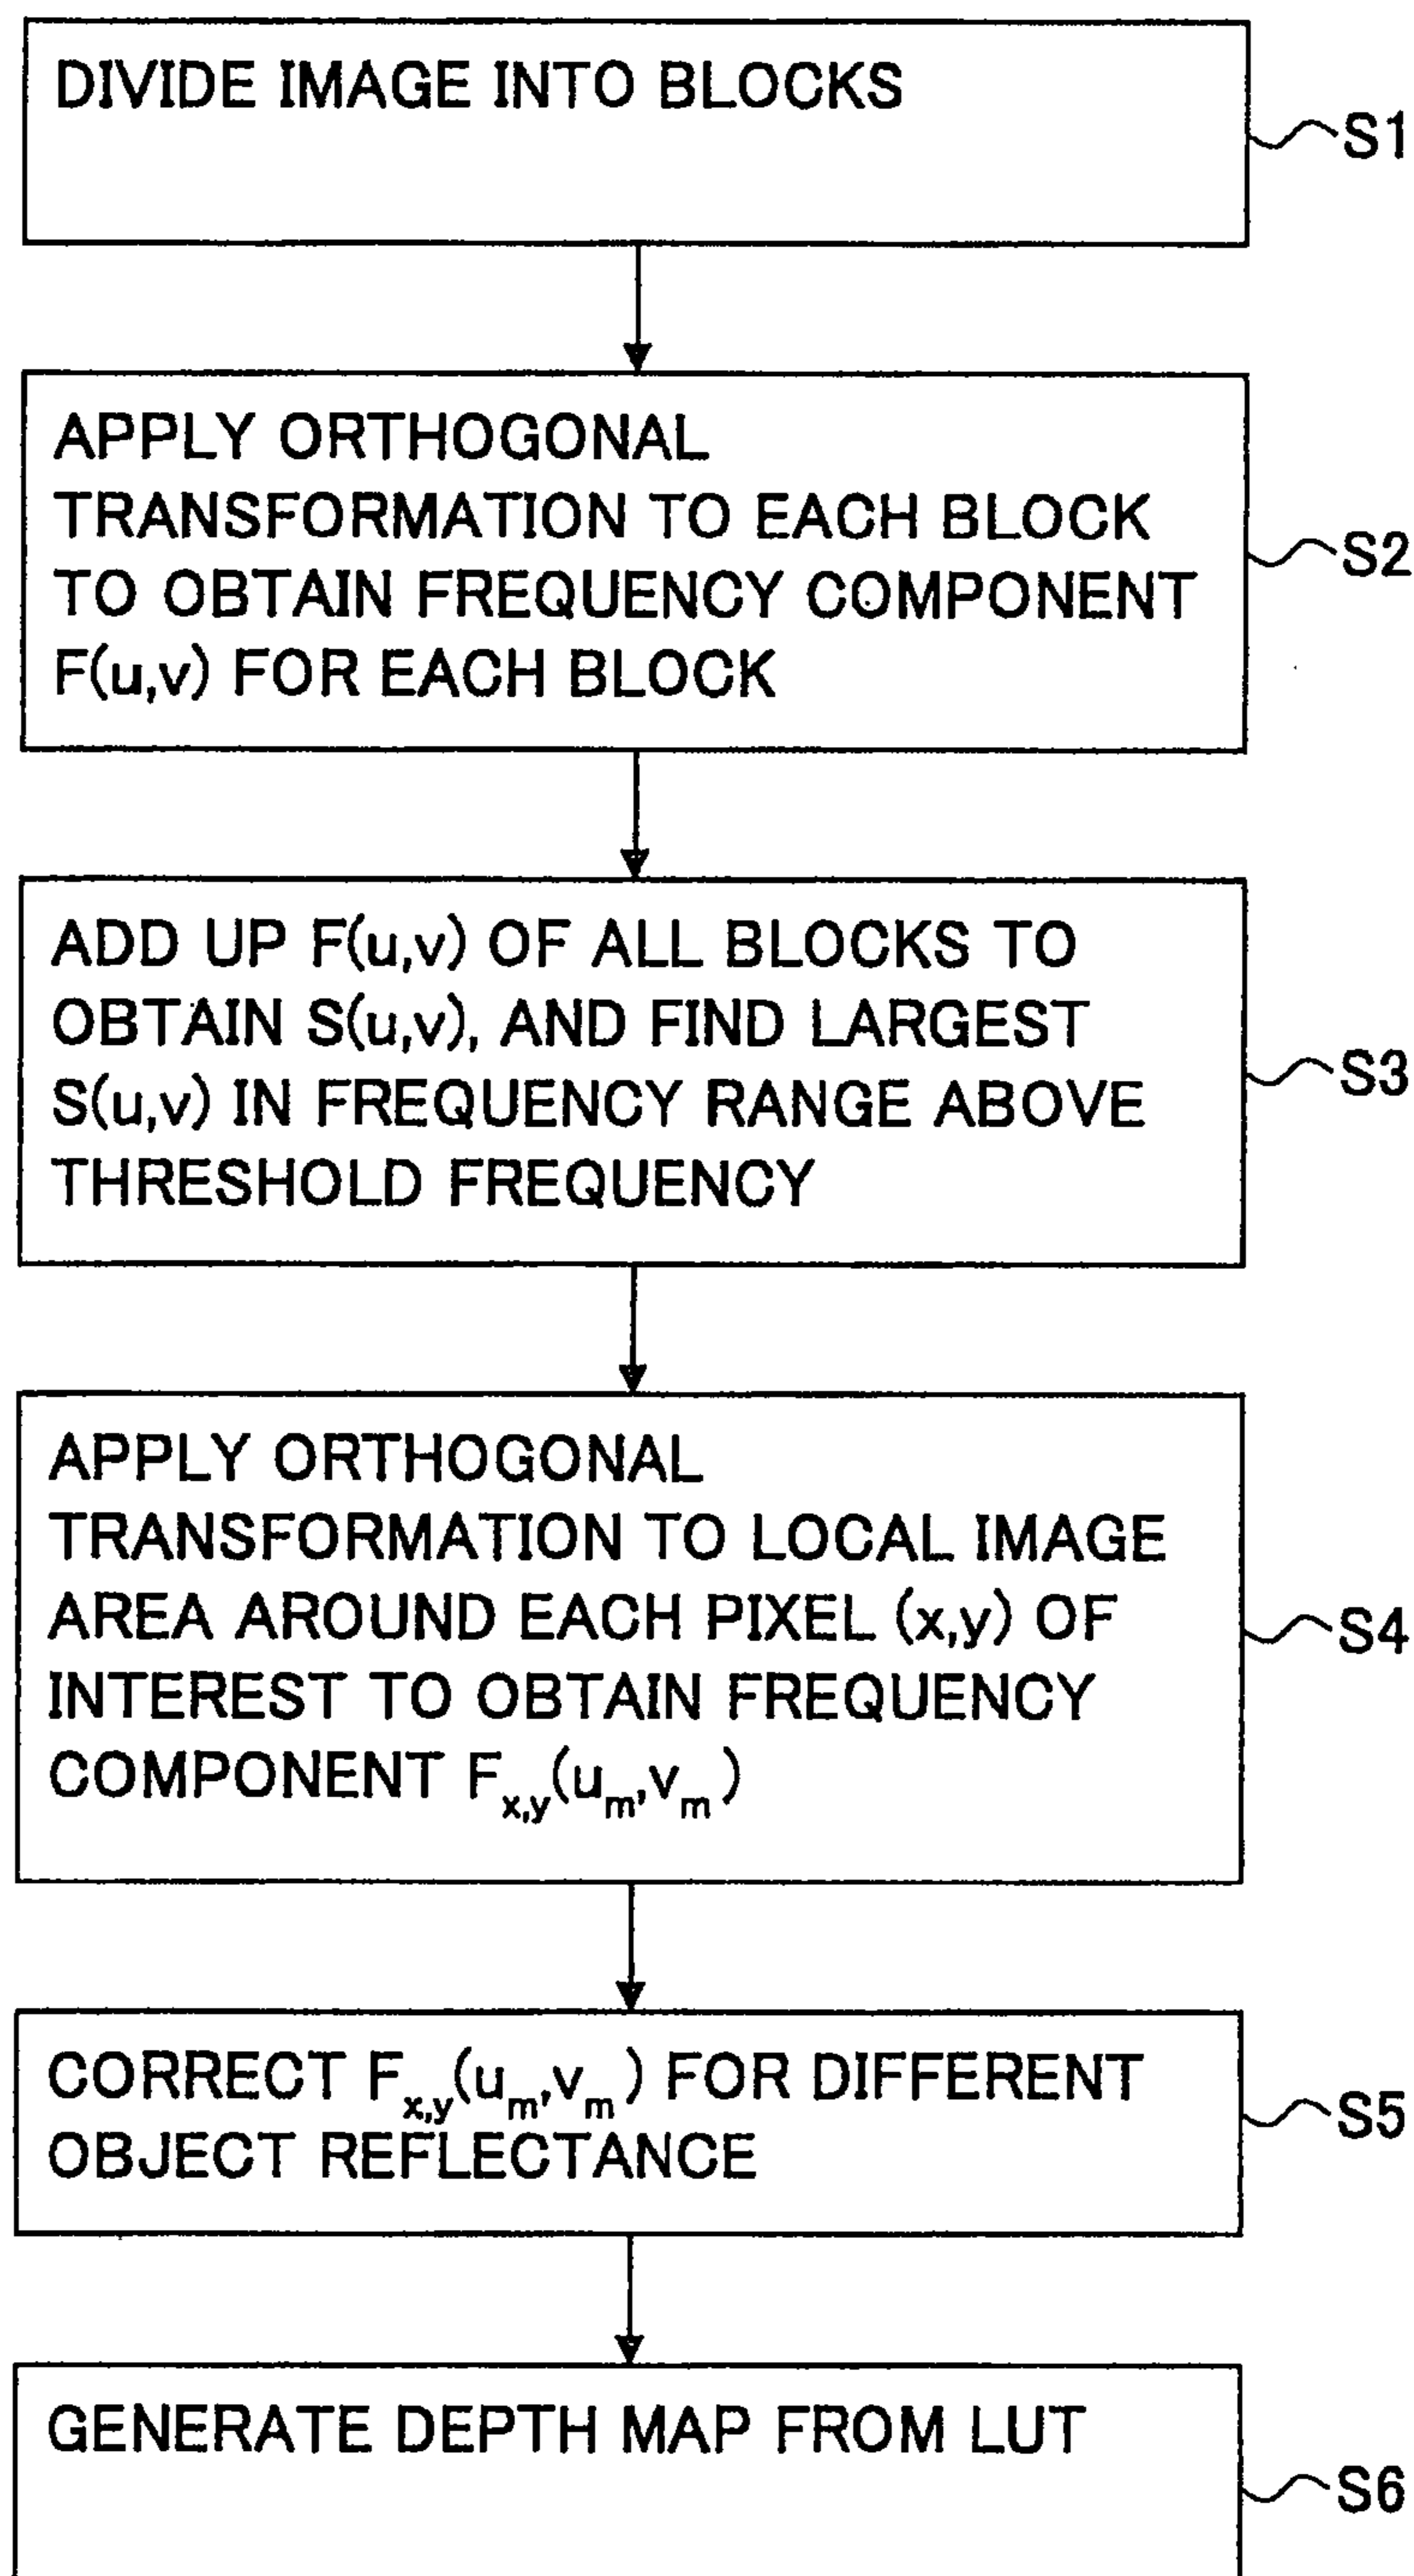 DIVIDE IMAGE INTO BLOCKS
S1
APPLY ORTHOGONAL
TRANSFORMATION TO EACH BLOCK
TO OBTAIN FREQUENCY COMPONENT
F(u,v) FOR EACH BLOCK
S2
ADD UP F(u,v) OF ALL BLOCKS TO
OBTAIN S(u,v), AND FIND LARGEST
S(u,v) IN FREQUENCY RANGE ABOVE
THRESHOLD FREQUENCY
S3
APPLY ORTHOGONAL
TRANSFORMATION TO LOCAL IMAGE
AREA AROUND EACH PIXEL (x,y) OF
INTEREST TO OBTAIN FREQUENCY
COMPONENT Fx,y(um,vm)
S4
CORRECT Fx,y(um,vm) FOR DIFFERENT
OBJECT REFLECTANCE
S5
GENERATE DEPTH MAP FROM LUT
S6